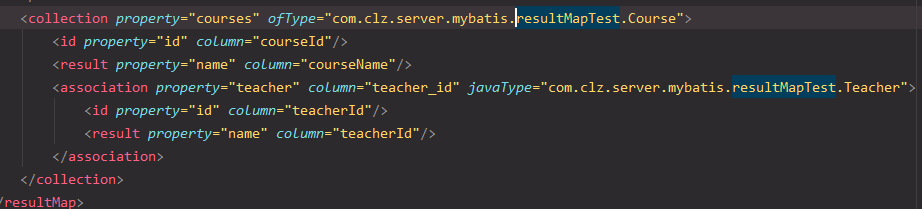 <collection property="courses" ofType="com.clz.server.mybatis.resultMapTest.Course">
<id property="id" column="courseId"/>
<result property="name" column="courseName"/>
<association property="teacher" column="teacher_id" javaType="com.clz.server.mybatis.resultMapTest.Teacher">
<id property="id" column="teacherId"/>
<result property="name" column="teacherId"/>
</association>
</collection>
/resultMap>